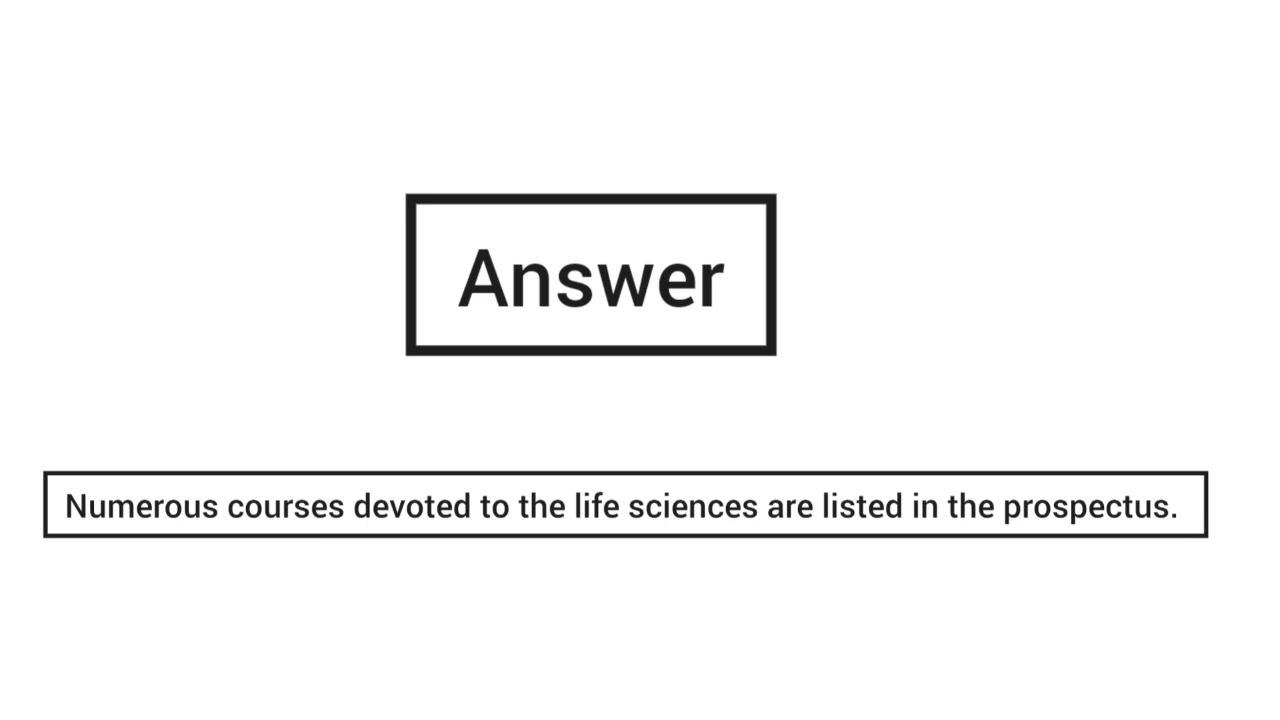 Answer
Numerous courses devoted to the life sciences are listed in the prospectus.